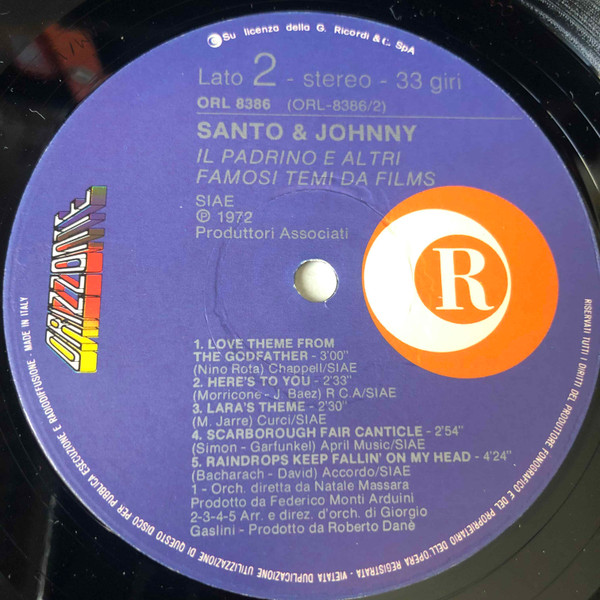 Su licenza della G. Ricordi & C. SpA
Lato 2 - stereo - 33 giri
ORL 8386 (ORL-8386/2)
SANTO & JOHNNY
IL PADRINO E ALTRI
FAMOSI TEMI DA FILMS
SIAE
℗ 1972
Produttori Associati
ORIZZONTE
R
1. LOVE THEME FROM
THE GODFATHER - 3'00"
(Nino Rota) Chappell/SIAE
2. HERE'S TO YOU - 2'33"
(Morricone - J. Baez) R C.A/SIAE
3. LARA'S THEME - 2'30"
(M. Jarre) Curci/SIAE
4. SCARBOROUGH FAIR CANTICLE - 2'54"
(Simon - Garfunkel) April Music/SIAE
5. RAINDROPS KEEP FALLIN' ON MY HEAD - 4'24"
(Bacharach - David) Accordo/SIAE
1 - Orch. diretta da Natale Massara
Prodotto da Federico Monti Arduini
2-3-4-5 Arr. e direz. d'orch. di Giorgio
Gaslini - Prodotto da Roberto Danè
RISERVATI TUTTI I DIRITTI DEL PRODUTTORE FONOGRAFICO E DEL PROPRIETARIO DELL'OPERA REGISTRATA - VIETATA DUPLICAZIONE UTILIZZAZIONE DI QUESTO DISCO PER PUBBLICA ESECUZIONE E RADIODIFFUSIONE - MADE IN ITALY